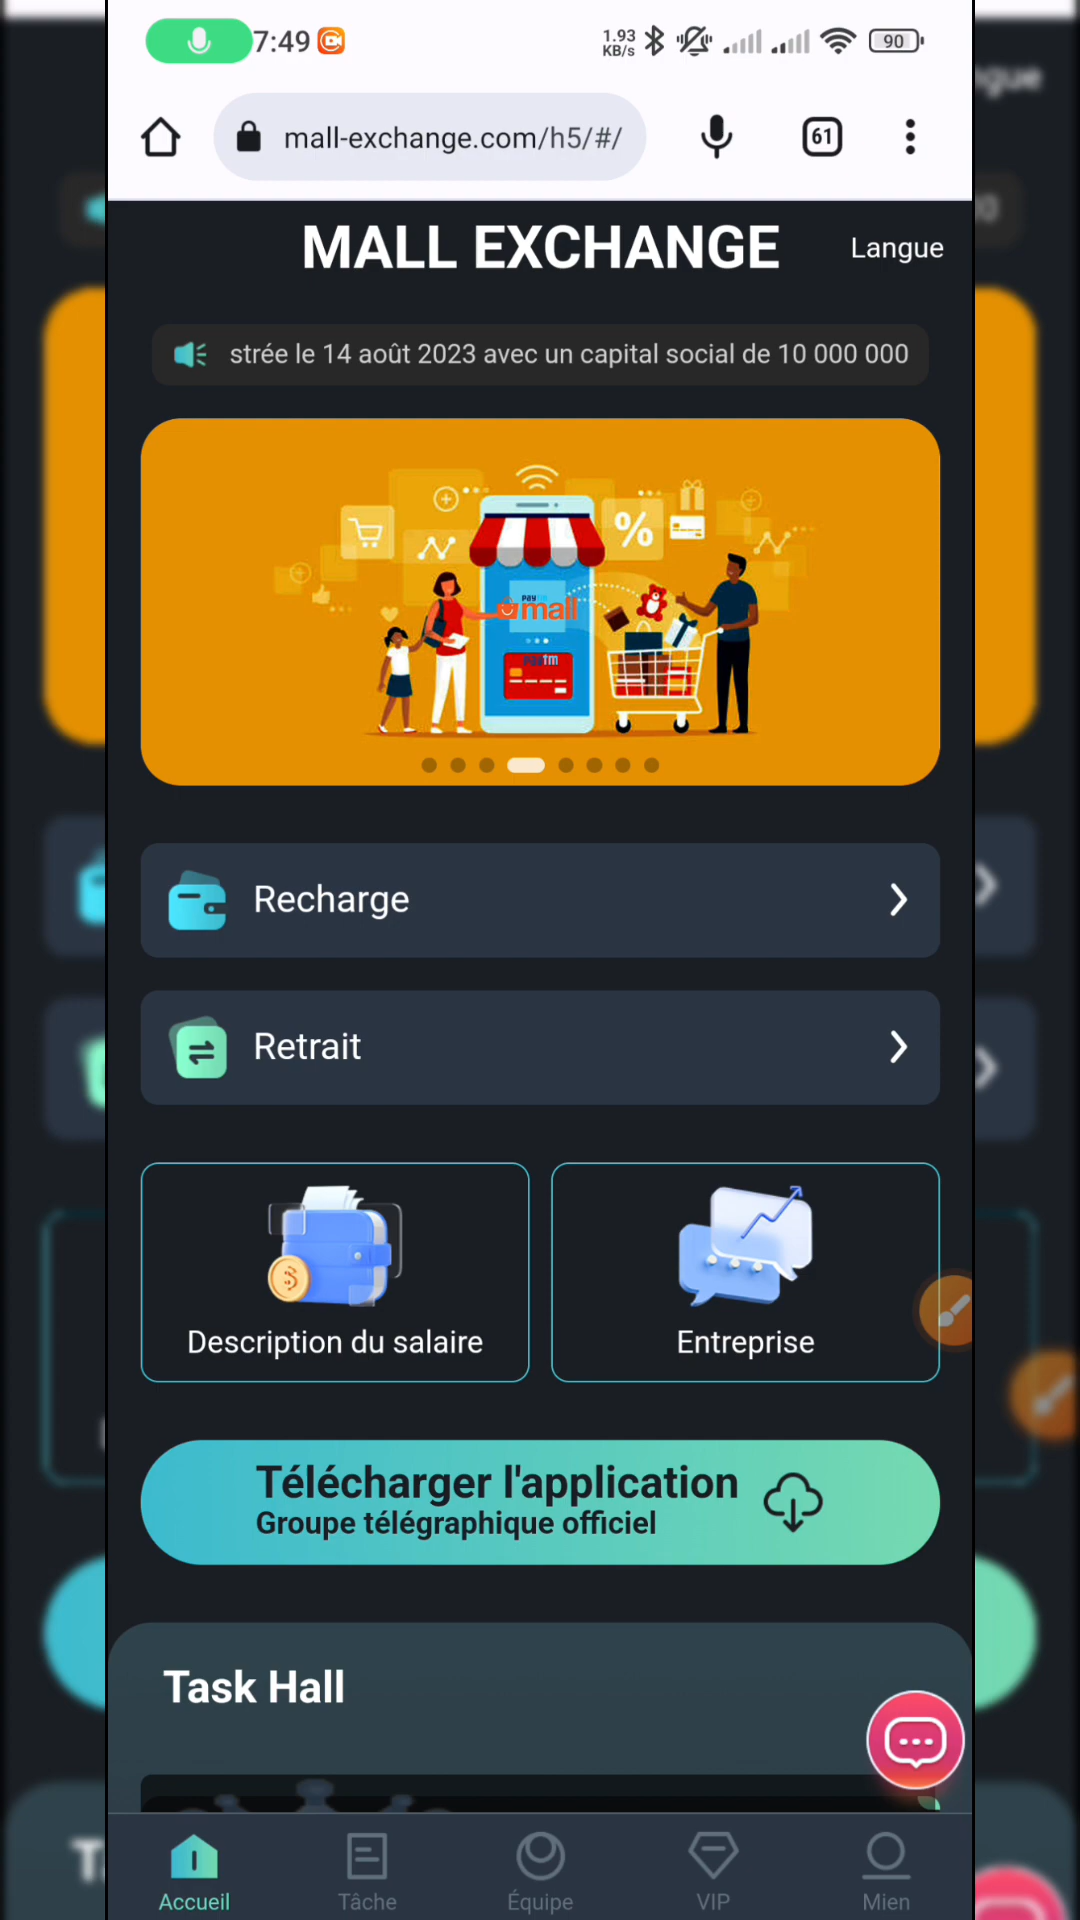 7:49
1.93
KB/s
90
mall-exchange.com/h5/#/
61
MALL EXCHANGE
Langue
strée le 14 août 2023 avec un capital social de 10 000 000
%
pay
mall
paytm
Recharge
Retrait
Description du salaire
Entreprise
Télécharger l'application
Groupe télégraphique officiel
Task Hall
Accueil
Tâche
Équipe
VIP
Mien